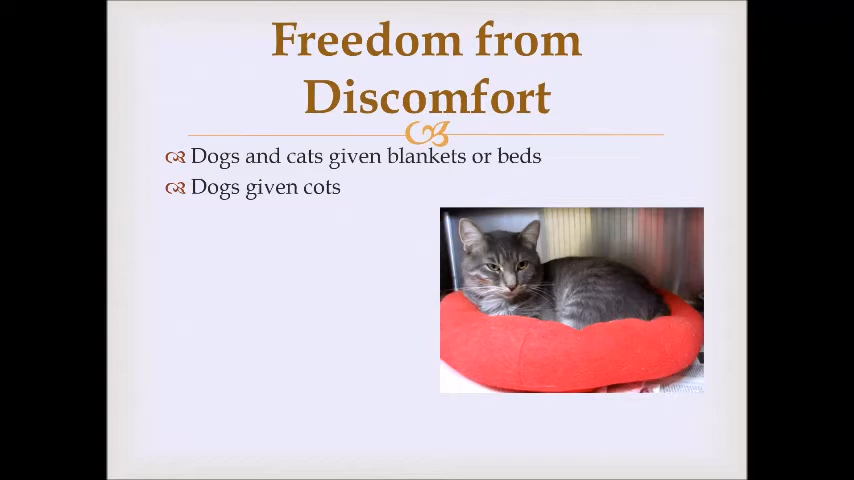 Freedom from
Discomfort
Dogs and cats given blankets or beds
Dogs given cots